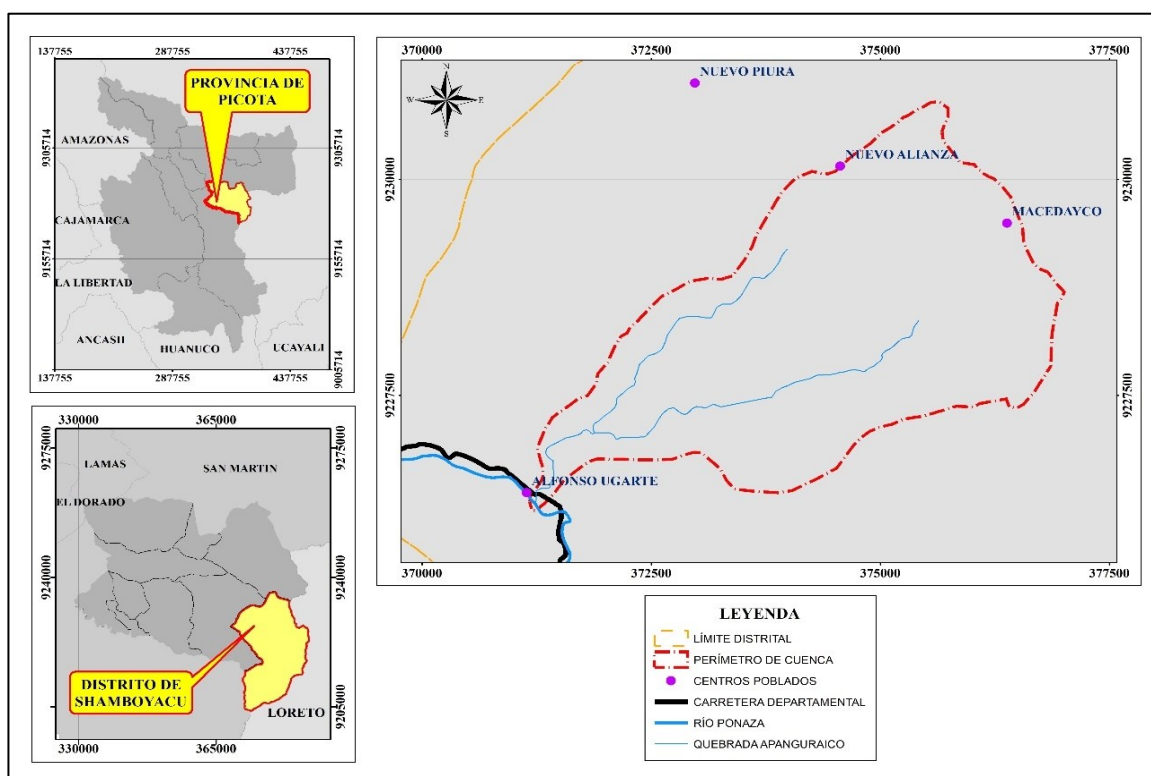 137755 287755 437755
PROVINCIA DE
PICOTA
AMAZONAS
9305714
9305714
CAJAMARCA
9155714
9155714
LA LIBERTAD
ANCASH
HUANUCO
UCAYALI
9005714
137755 287755 437755
330000 365000
9275000
9275000
LAMAS
SAN MARTIN
EL DORADO
9240000
9240000
DISTRITO DE
SHAMBOYACU
LORETO
9205000
330000 365000
370000 372500 375000 377500
N
W E
S
NUEVO PIURA
NUEVO ALIANZA
9230000
9230000
MACEDAYCO
9227500
9227500
ALFONSO UGARTE
370000 372500 375000 377500
LEYENDA
LÍMITE DISTRITAL
PERÍMETRO DE CUENCA
CENTROS POBLADOS
CARRETERA DEPARTAMENTAL
RÍO PONAZA
QUEBRADA APANGURAICO